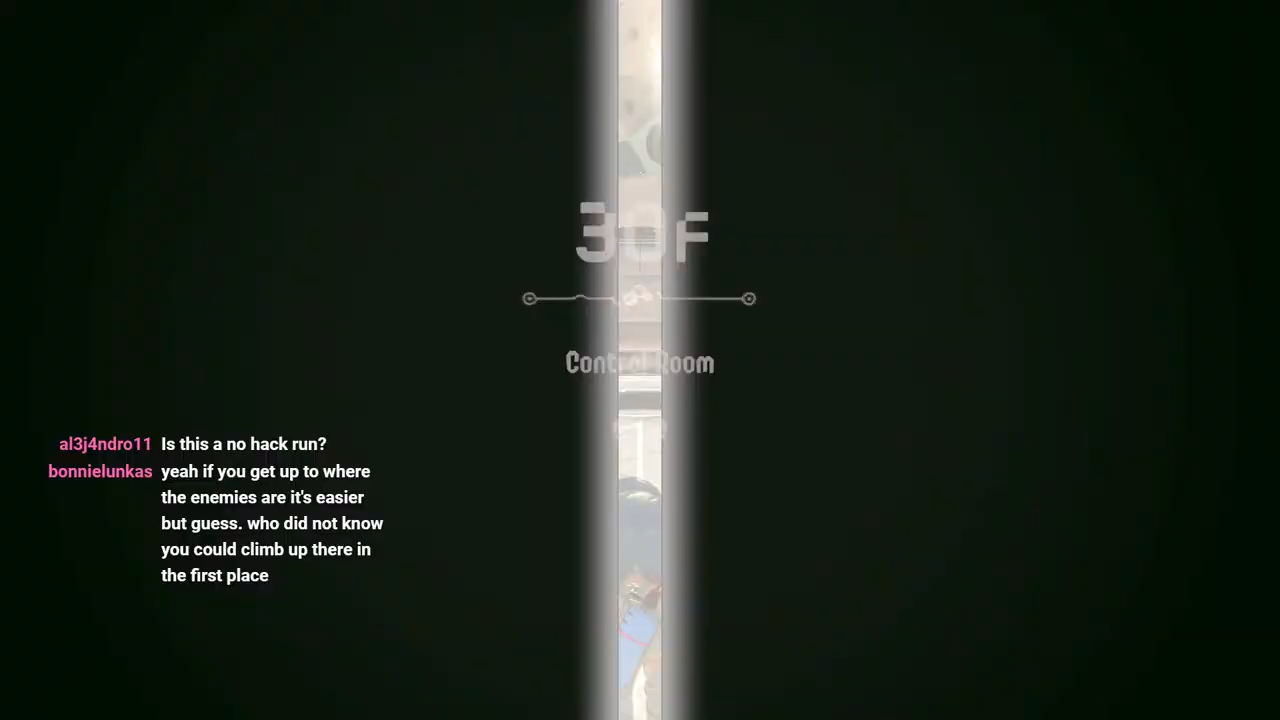 30F
Control Room
al3j4ndro11 Is this a no hack run?
bonnielunkas yeah if you get up to where
the enemies are it's easier
but guess. who did not know
you could climb up there in
the first place